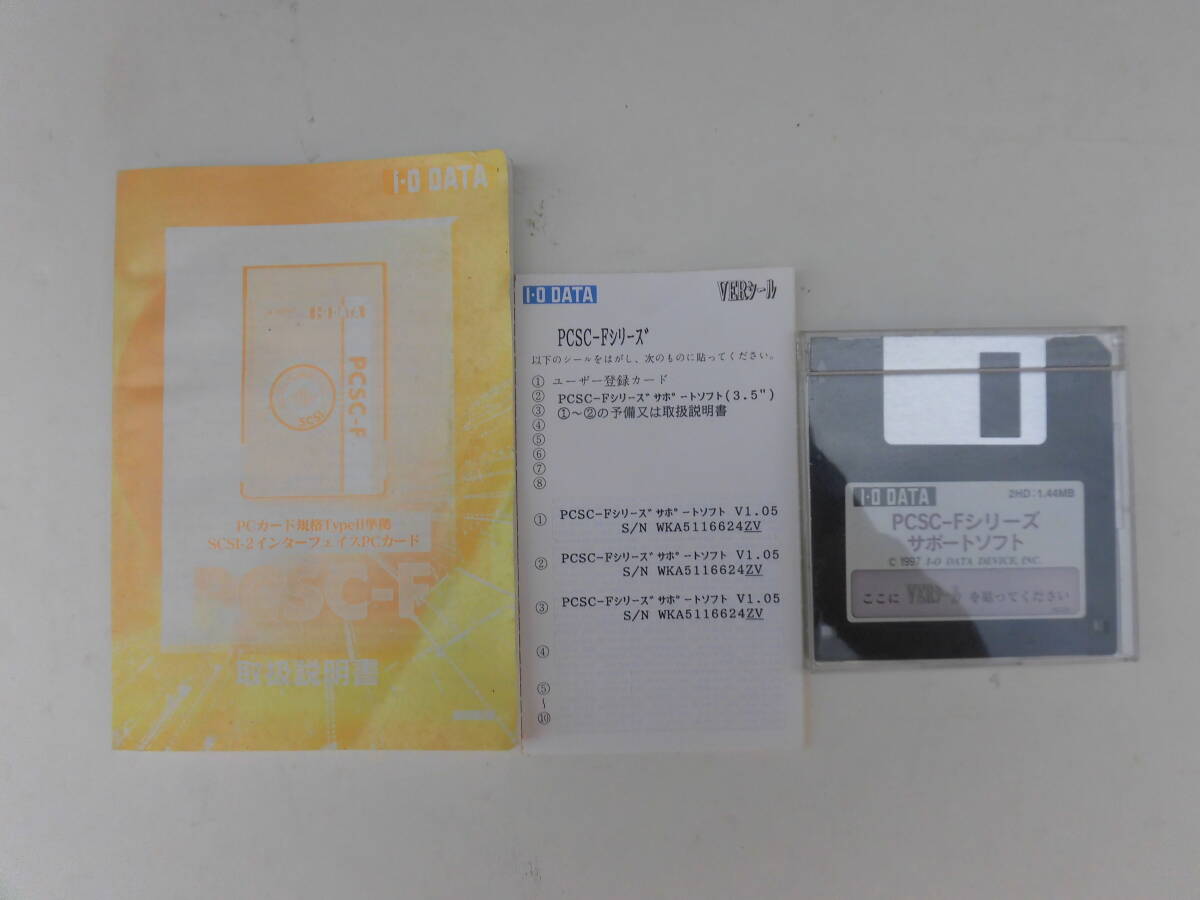 I-O DATA
I-O DATA
PCSC-F
SCSI
PCカード規格TypeII準拠
SCSI-2インターフェイスPCカード
PCSC-F
取扱説明書
I-O DATA
VERシール
PCSC-Fシリーズ
以下のシールをはがし、次のものに貼ってください。
① ユーザー登録カード
② PCSC-Fシリーズサポートソフト(3.5")
③ ①～②の予備又は取扱説明書
④
⑤
⑥
⑦
⑧
① PCSC-Fシリーズサポートソフト V1.05
S/N WKA5116624ZV
② PCSC-Fシリーズサポートソフト V1.05
S/N WKA5116624ZV
③ PCSC-Fシリーズサポートソフト V1.05
S/N WKA5116624ZV
④
⑤
～
⑩
I-O DATA
2HD:1.44MB
PCSC-Fシリーズ
サポートソフト
© 1997 I-O DATA DEVICE, INC.
ここに VERシール を貼ってください